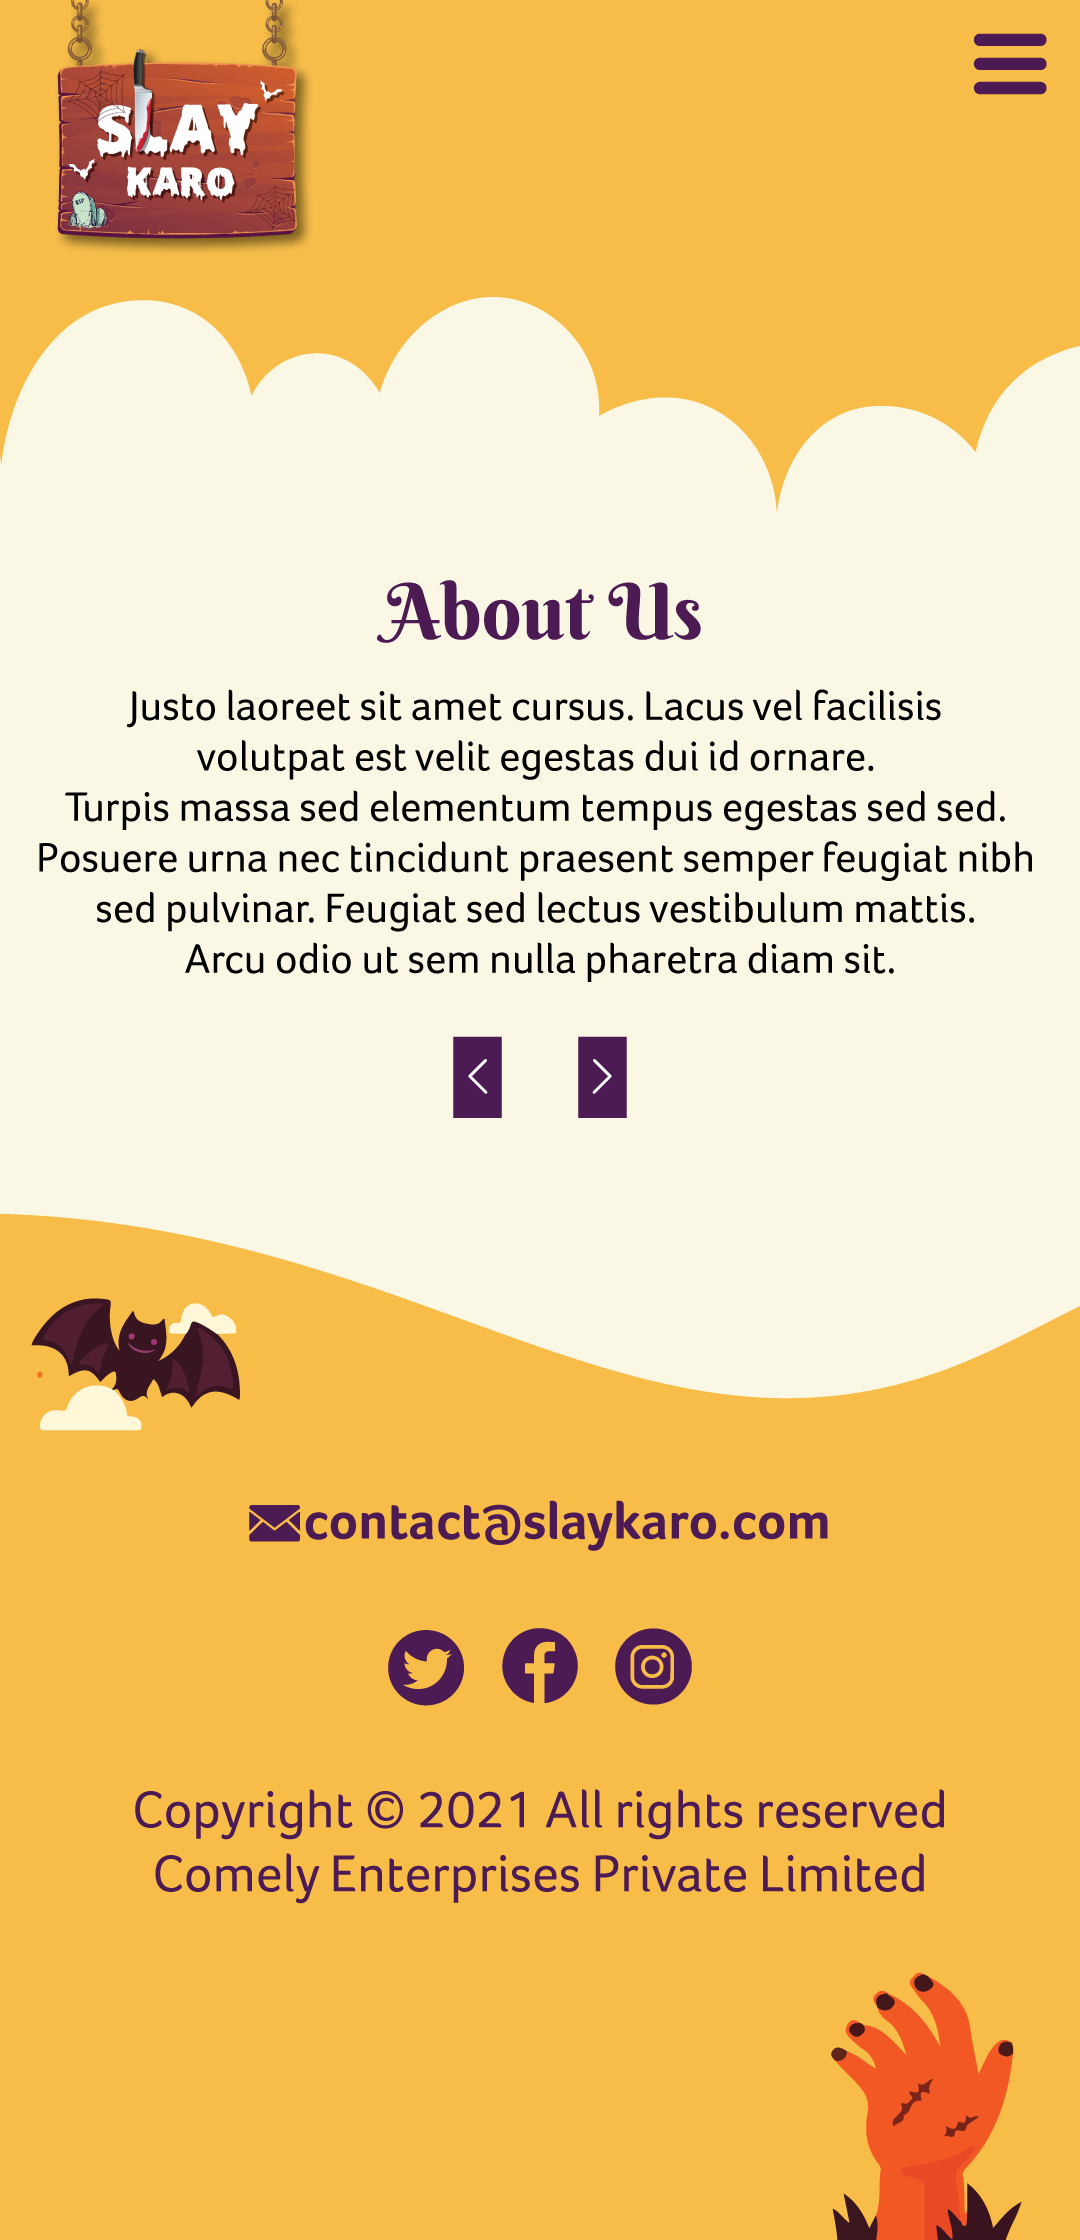 SLAY
KARO
RIP
About Us
Justo laoreet sit amet cursus. Lacus vel facilisis
volutpat est velit egestas dui id ornare.
Turpis massa sed elementum tempus egestas sed sed.
Posuere urna nec tincidunt praesent semper feugiat nibh
sed pulvinar. Feugiat sed lectus vestibulum mattis.
Arcu odio ut sem nulla pharetra diam sit.
contact@slaykaro.com
Copyright © 2021 All rights reserved
Comely Enterprises Private Limited